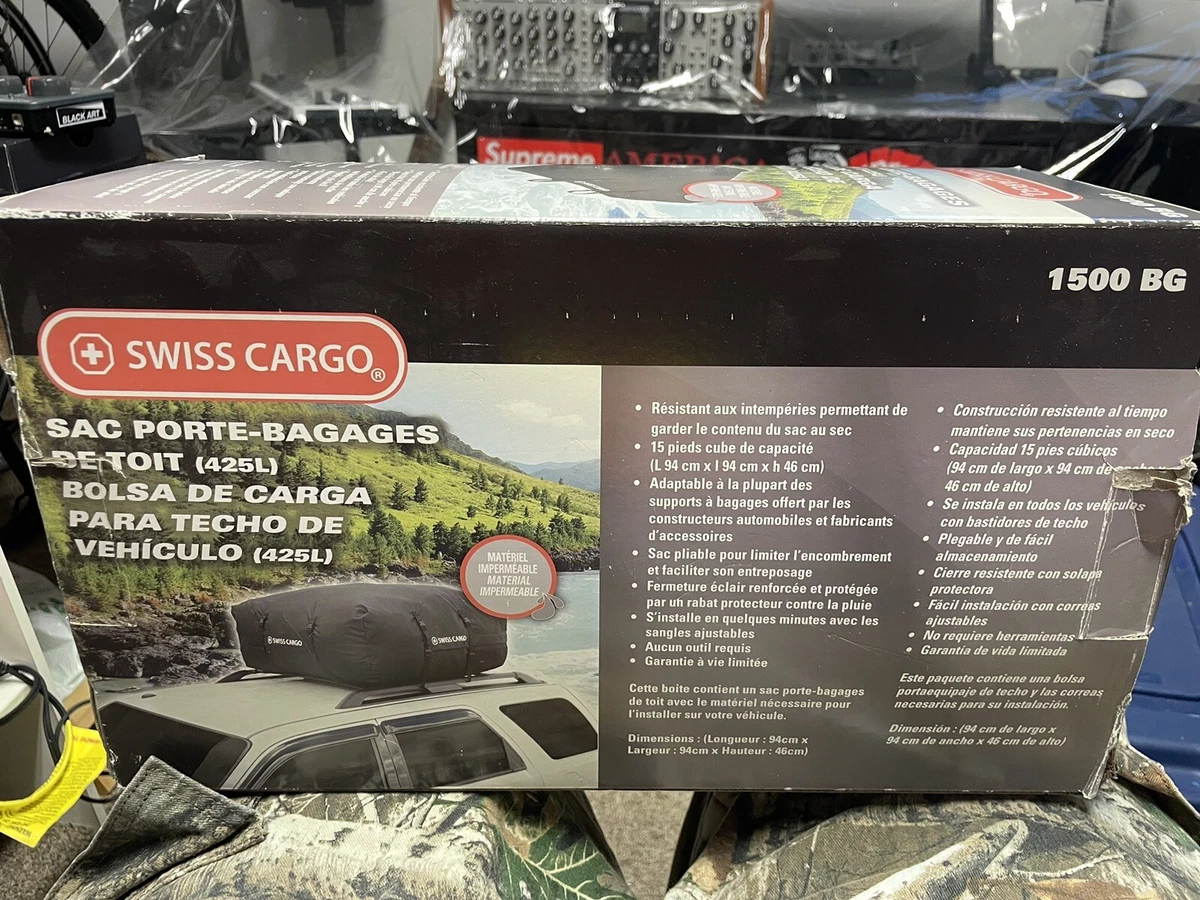 BLACK ART
Supreme
AMERICA
1500 BG
SWISS CARGO®
SAC PORTE-BAGAGES
DE TOIT (425L)
BOLSA DE CARGA
PARA TECHO DE
VEHÍCULO (425L)
MATÉRIEL
IMPERMÉABLE
MATERIAL
IMPERMEABLE
SWISS CARGO
SWISS CARGO
• Résistant aux intempéries permettant de
garder le contenu du sac au sec
• 15 pieds cube de capacité
(L 94 cm x l 94 cm x h 46 cm)
• Adaptable à la plupart des
supports à bagages offert par les
constructeurs automobiles et fabricants
d'accessoires
• Sac pliable pour limiter l'encombrement
et faciliter son entreposage
• Fermeture éclair renforcée et protégée
par un rabat protecteur contre la pluie
• S'installe en quelques minutes avec les
sangles ajustables
• Aucun outil requis
• Garantie à vie limitée
Cette boite contient un sac porte-bagages
de toit avec le matériel nécessaire pour
l'installer sur votre véhicule.
Dimensions : (Longueur : 94cm x
Largeur : 94cm x Hauteur : 46cm)
• Construcción resistente al tiempo
mantiene sus pertenencias en seco
• Capacidad 15 pies cúbicos
(94 cm de largo x 94 cm de
46 cm de alto)
• Se instala en todos los vehículos
con bastidores de techo
• Plegable y de fácil
almacenamiento
• Cierre resistente con solapa
protectora
• Fácil instalación con correas
ajustables
• No requiere herramientas
• Garantía de vida limitada
Este paquete contiene una bolsa
portaequipaje de techo y las correas
necesarias para su instalación.
Dimensión : (94 cm de largo x
94 cm de ancho x 46 cm de alto)